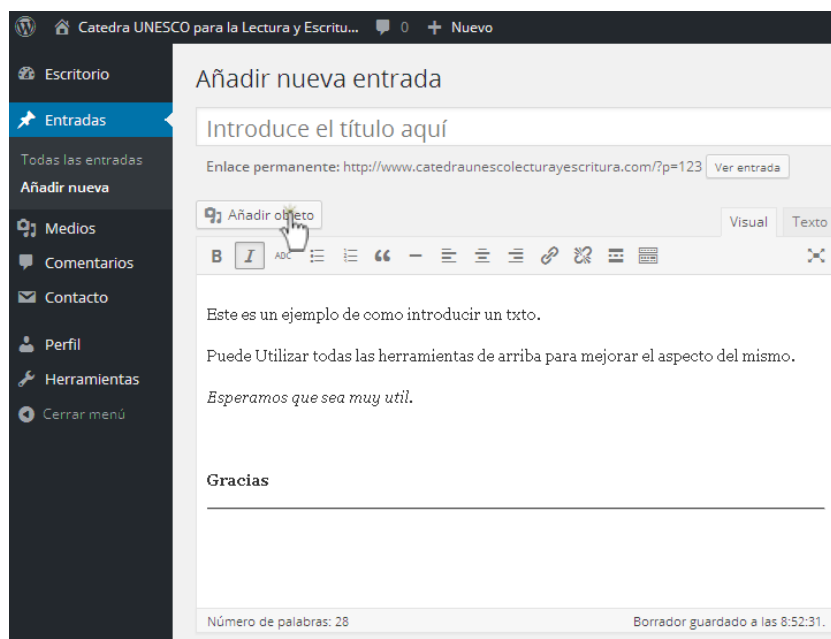 Catedra UNESCO para la Lectura y Escritu... 0 + Nuevo
Escritorio
Entradas
Todas las entradas
Añadir nueva
Medios
Comentarios
Contacto
Perfil
Herramientas
Cerrar menú
Añadir nueva entrada
Introduce el título aquí
Enlace permanente: http://www.catedraunescolecturayescritura.com/?p=123 Ver entrada
Añadir objeto
Visual Texto
B I ABC
Este es un ejemplo de como introducir un txto.
Puede Utilizar todas las herramientas de arriba para mejorar el aspecto del mismo.
Esperamos que sea muy util.
Gracias
Número de palabras: 28 Borrador guardado a las 8:52:31.